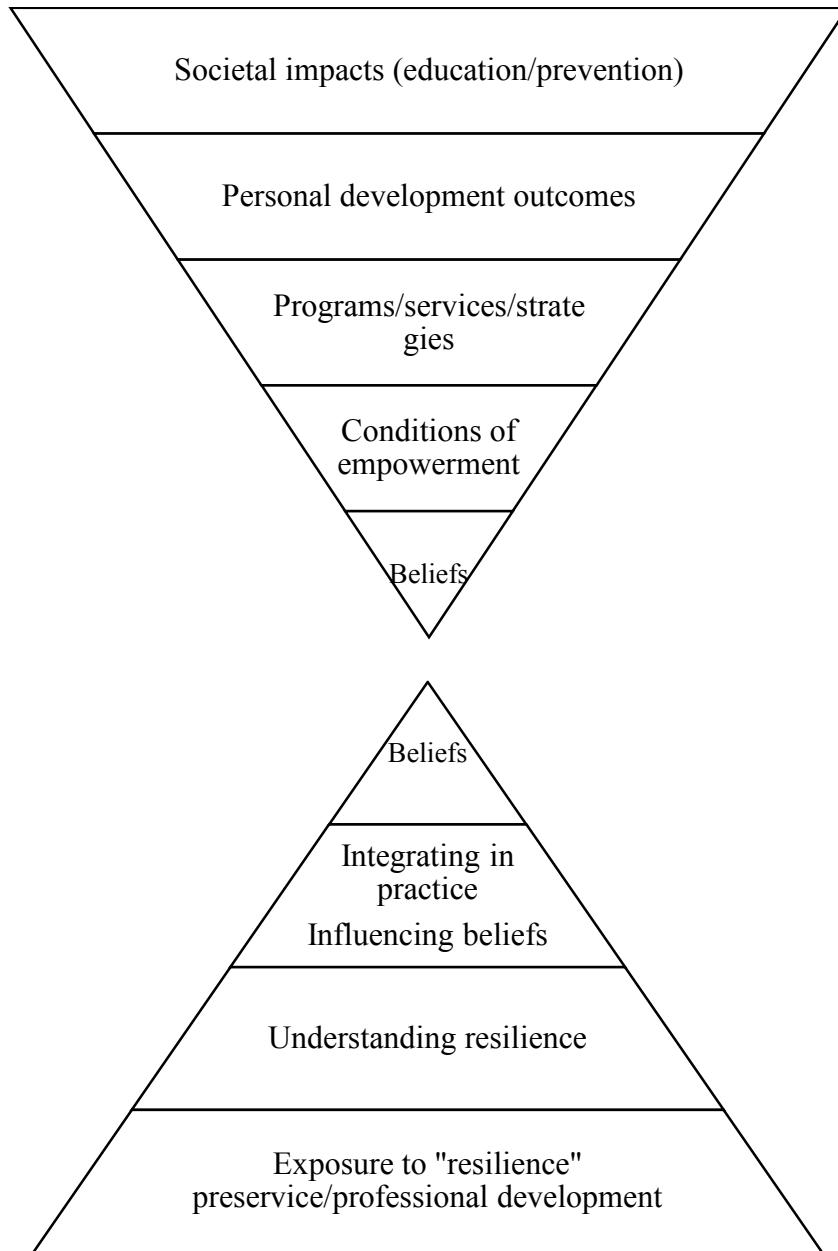 Societal impacts (education/prevention)
Personal development outcomes
Programs/services/strate
gies
Conditions of
empowerment
Beliefs
Beliefs
Integrating in
practice
Influencing beliefs
Understanding resilience
Exposure to "resilience"
preservice/professional development